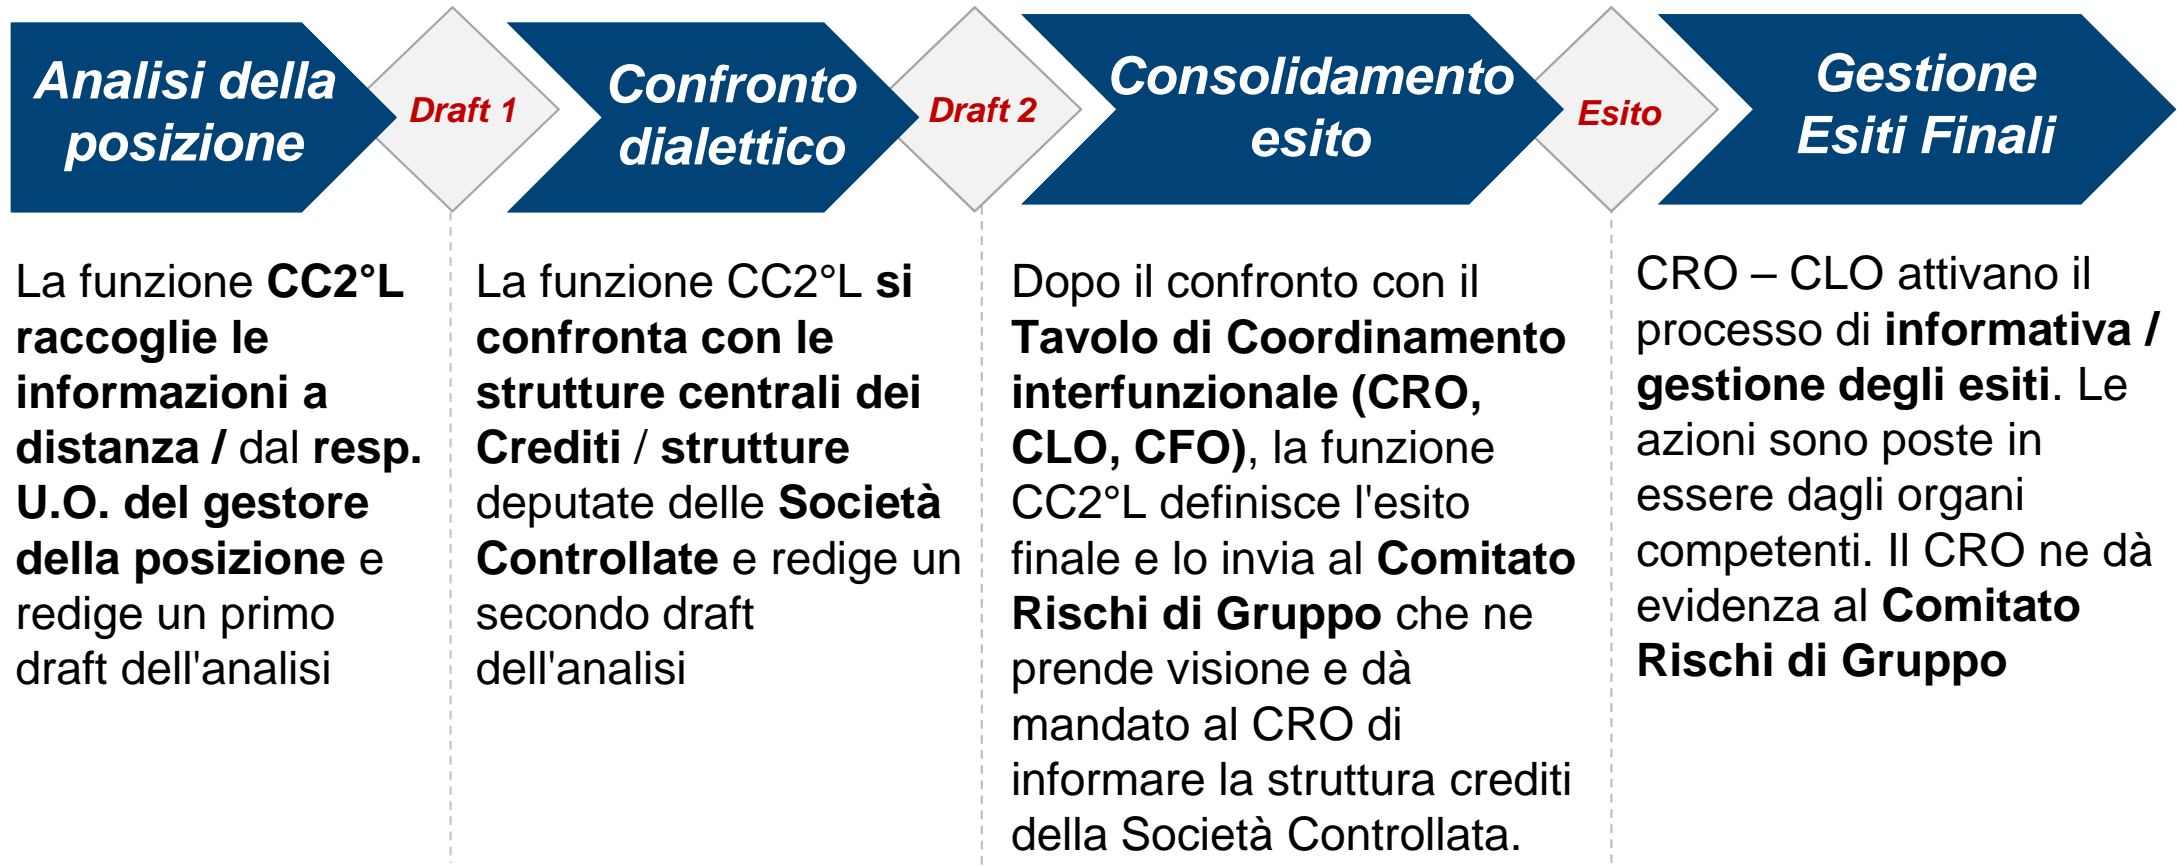 Analisi della
posizione
Draft 1
Confronto
dialettico
Draft 2
Consolidamento
esito
Esito
Gestione
Esiti Finali
La funzione CC2°L
raccoglie le
informazioni a
distanza / dal resp.
U.O. del gestore
della posizione e
redige un primo
draft dell'analisi
La funzione CC2°L si
confronta con le
strutture centrali dei
Crediti / strutture
deputate delle Società
Controllate e redige un
secondo draft
dell'analisi
Dopo il confronto con il
Tavolo di Coordinamento
interfunzionale (CRO,
CLO, CFO), la funzione
CC2°L definisce l'esito
finale e lo invia al Comitato
Rischi di Gruppo che ne
prende visione e dà
mandato al CRO di
informare la struttura crediti
della Società Controllata.
CRO – CLO attivano il
processo di informativa /
gestione degli esiti. Le
azioni sono poste in
essere dagli organi
competenti. Il CRO ne dà
evidenza al Comitato
Rischi di Gruppo